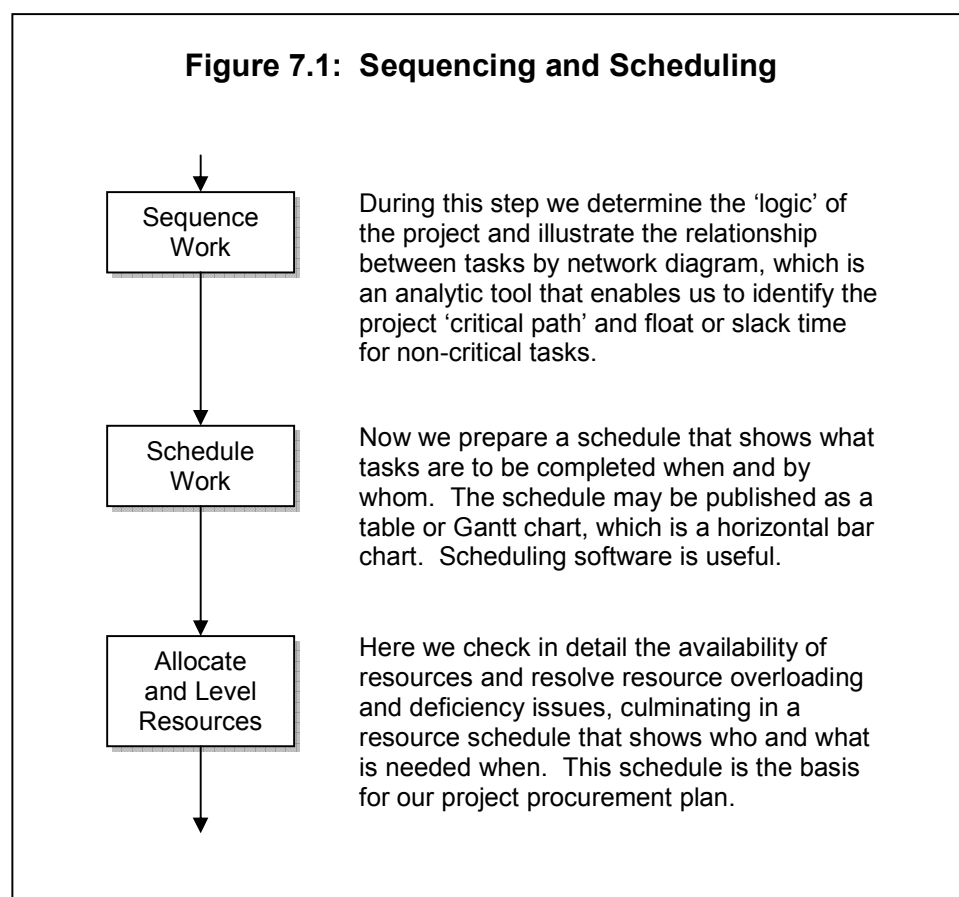 Figure 7.1: Sequencing and Scheduling
Sequence
Work
During this step we determine the ‘logic’ of
the project and illustrate the relationship
between tasks by network diagram, which is
an analytic tool that enables us to identify the
project ‘critical path’ and float or slack time
for non-critical tasks.
Schedule
Work
Now we prepare a schedule that shows what
tasks are to be completed when and by
whom. The schedule may be published as a
table or Gantt chart, which is a horizontal bar
chart. Scheduling software is useful.
Allocate
and Level
Resources
Here we check in detail the availability of
resources and resolve resource overloading
and deficiency issues, culminating in a
resource schedule that shows who and what
is needed when. This schedule is the basis
for our project procurement plan.